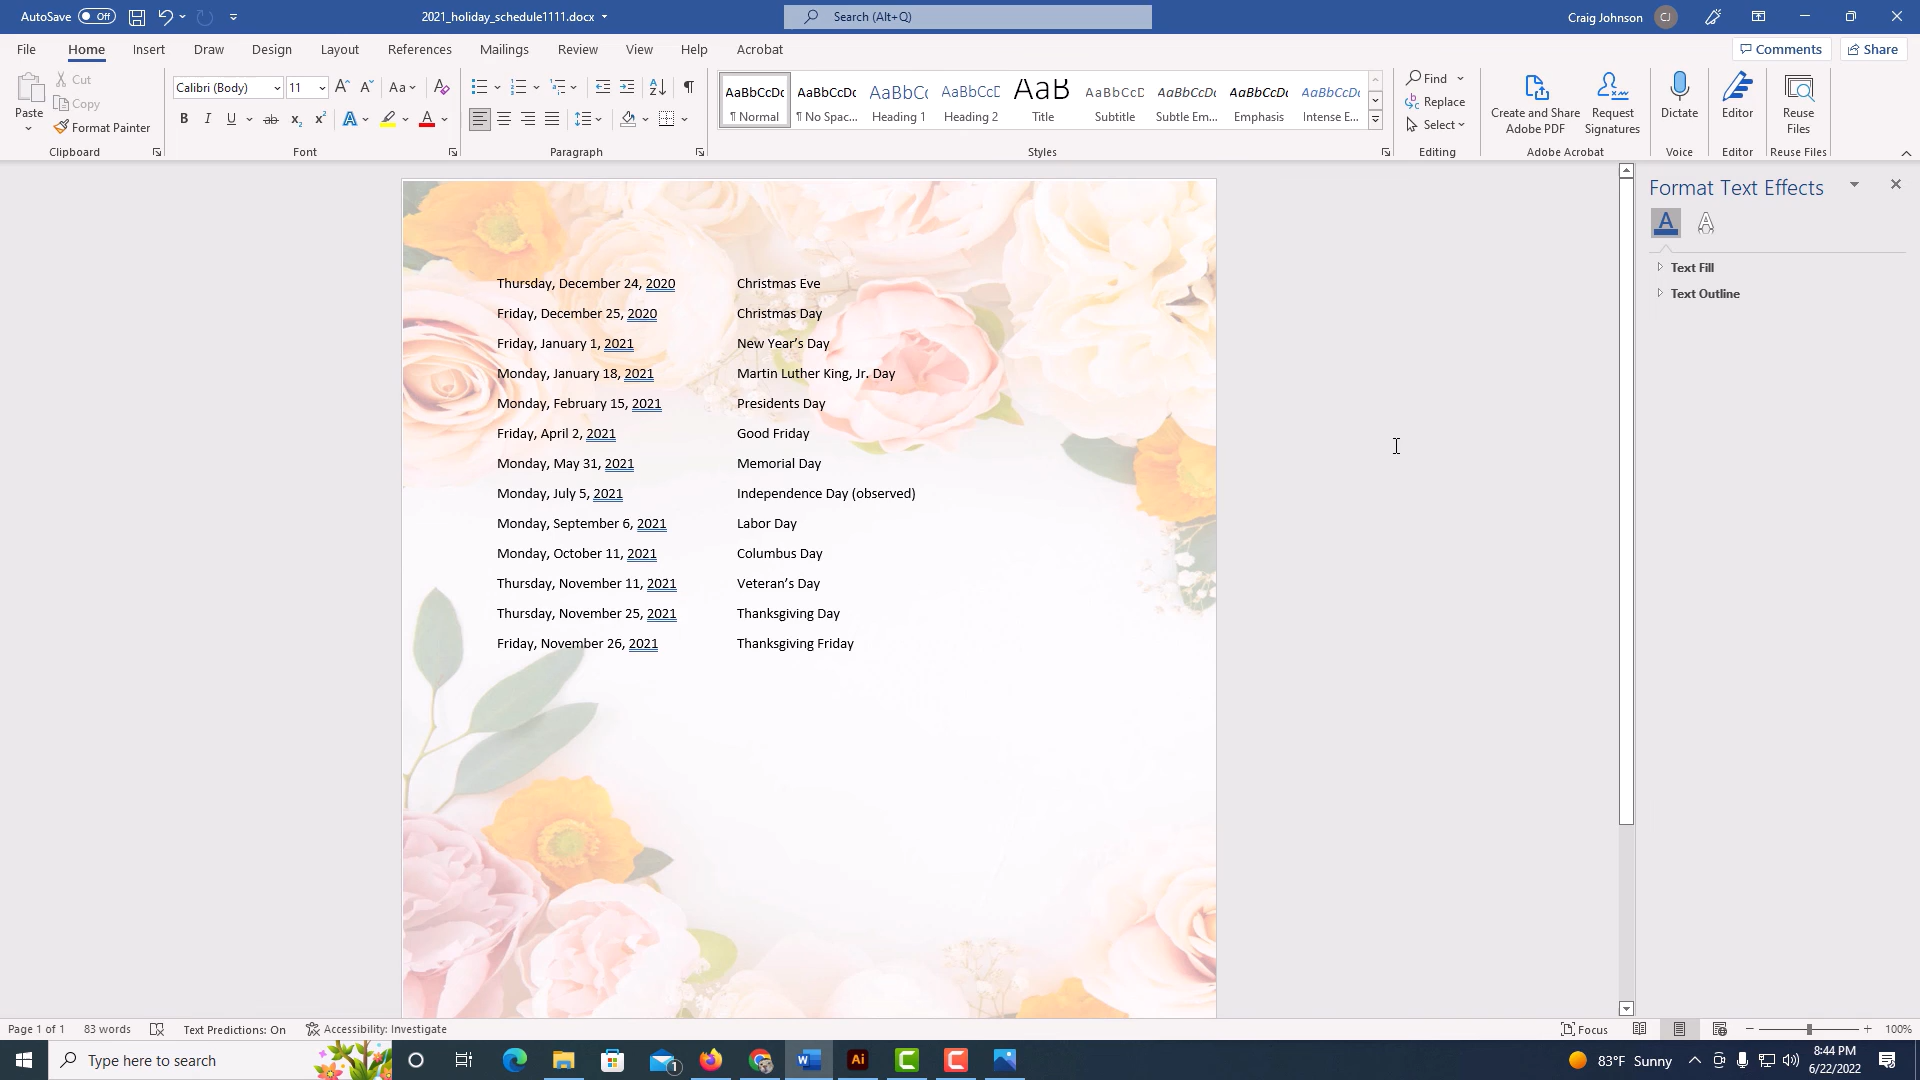 AutoSave Off 2021_holiday_schedule1111.docx Search (Alt+Q) Craig Johnson CJ
File Home Insert Draw Design Layout References Mailings Review View Help Acrobat Comments Share
Cut
Copy
Format Painter
Paste
Clipboard
Calibri (Body) 11
Font
Paragraph
AaBbCcDc AaBbCcDc AaBbCc AaBbCcD AaB AaBbCcD AaBbCcDc AaBbCcDc AaBbCcDc
¶ Normal ¶ No Spac... Heading 1 Heading 2 Title Subtitle Subtle Em... Emphasis Intense E...
Styles
Find
Replace
Select
Editing
Create and Share Adobe PDF
Request Signatures
Adobe Acrobat
Dictate
Voice
Editor
Editor
Reuse Files
Reuse Files
Format Text Effects
Text Fill
Text Outline
Thursday, December 24, 2020 Christmas Eve
Friday, December 25, 2020 Christmas Day
Friday, January 1, 2021 New Year’s Day
Monday, January 18, 2021 Martin Luther King, Jr. Day
Monday, February 15, 2021 Presidents Day
Friday, April 2, 2021 Good Friday
Monday, May 31, 2021 Memorial Day
Monday, July 5, 2021 Independence Day (observed)
Monday, September 6, 2021 Labor Day
Monday, October 11, 2021 Columbus Day
Thursday, November 11, 2021 Veteran’s Day
Thursday, November 25, 2021 Thanksgiving Day
Friday, November 26, 2021 Thanksgiving Friday
Page 1 of 1 83 words Text Predictions: On Accessibility: Investigate Focus 100%
Type here to search 1 Ai 83°F Sunny 8:44 PM
6/22/2022